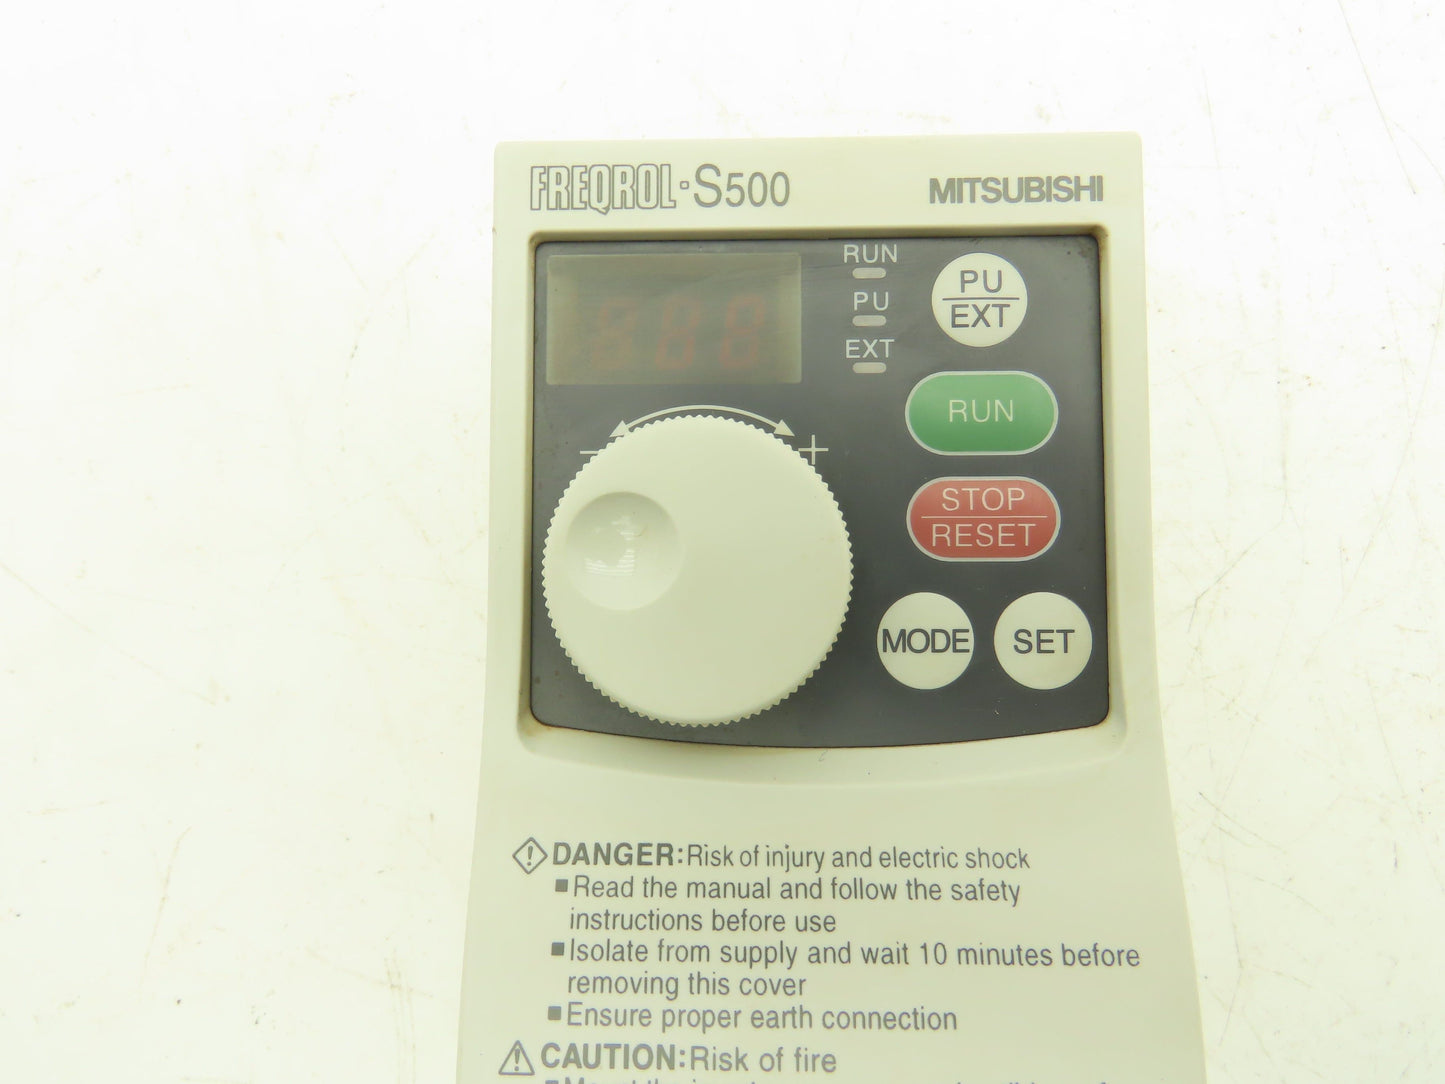 FREQROL-S500 MITSUBISHI
RUN
PU
EXT
PU
EXT
RUN
STOP
RESET
- +
MODE SET
DANGER: Risk of injury and electric shock
■ Read the manual and follow the safety
instructions before use
■ Isolate from supply and wait 10 minutes before
removing this cover
■ Ensure proper earth connection
CAUTION: Risk of fire